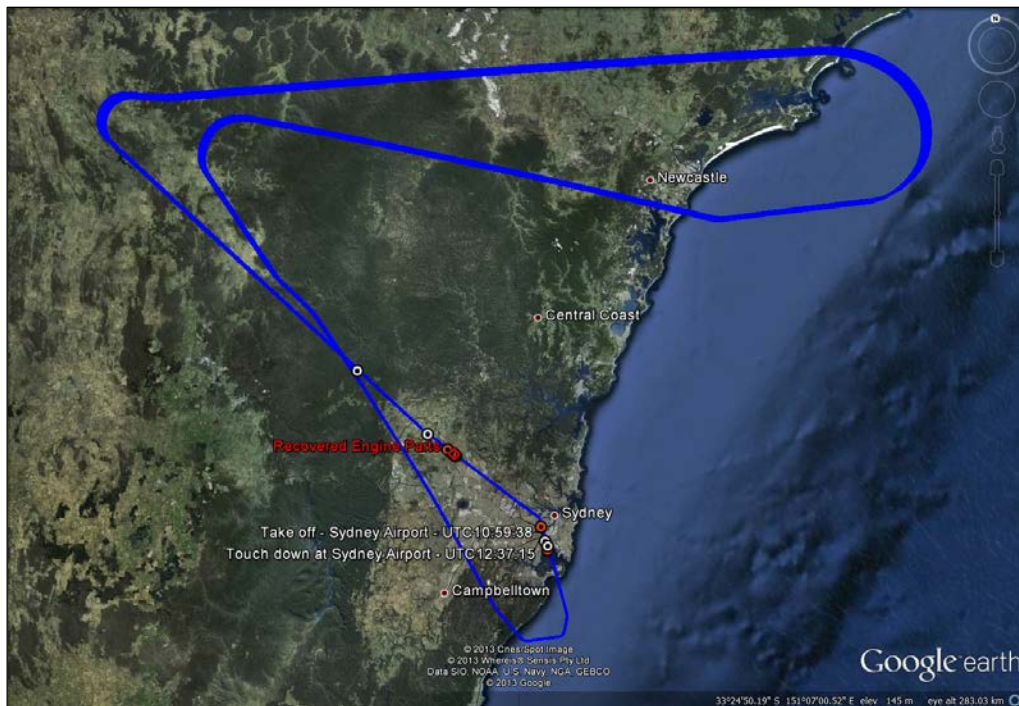 N
Newcastle
Central Coast
Recovered Engine Parts
Sydney
Take off - Sydney Airport - UTC10:59:38
Touch down at Sydney Airport - UTC12:37:15
Campbelltown
© 2013 Cnes/Spot Image
© 2013 Whereis® Sensis Pty Ltd
Data SIO, NOAA, U.S. Navy, NGA, GEBCO
© 2013 Google
Google earth
33°24'50.19" S 151°07'00.52" E elev 145 m eye alt 283.03 km